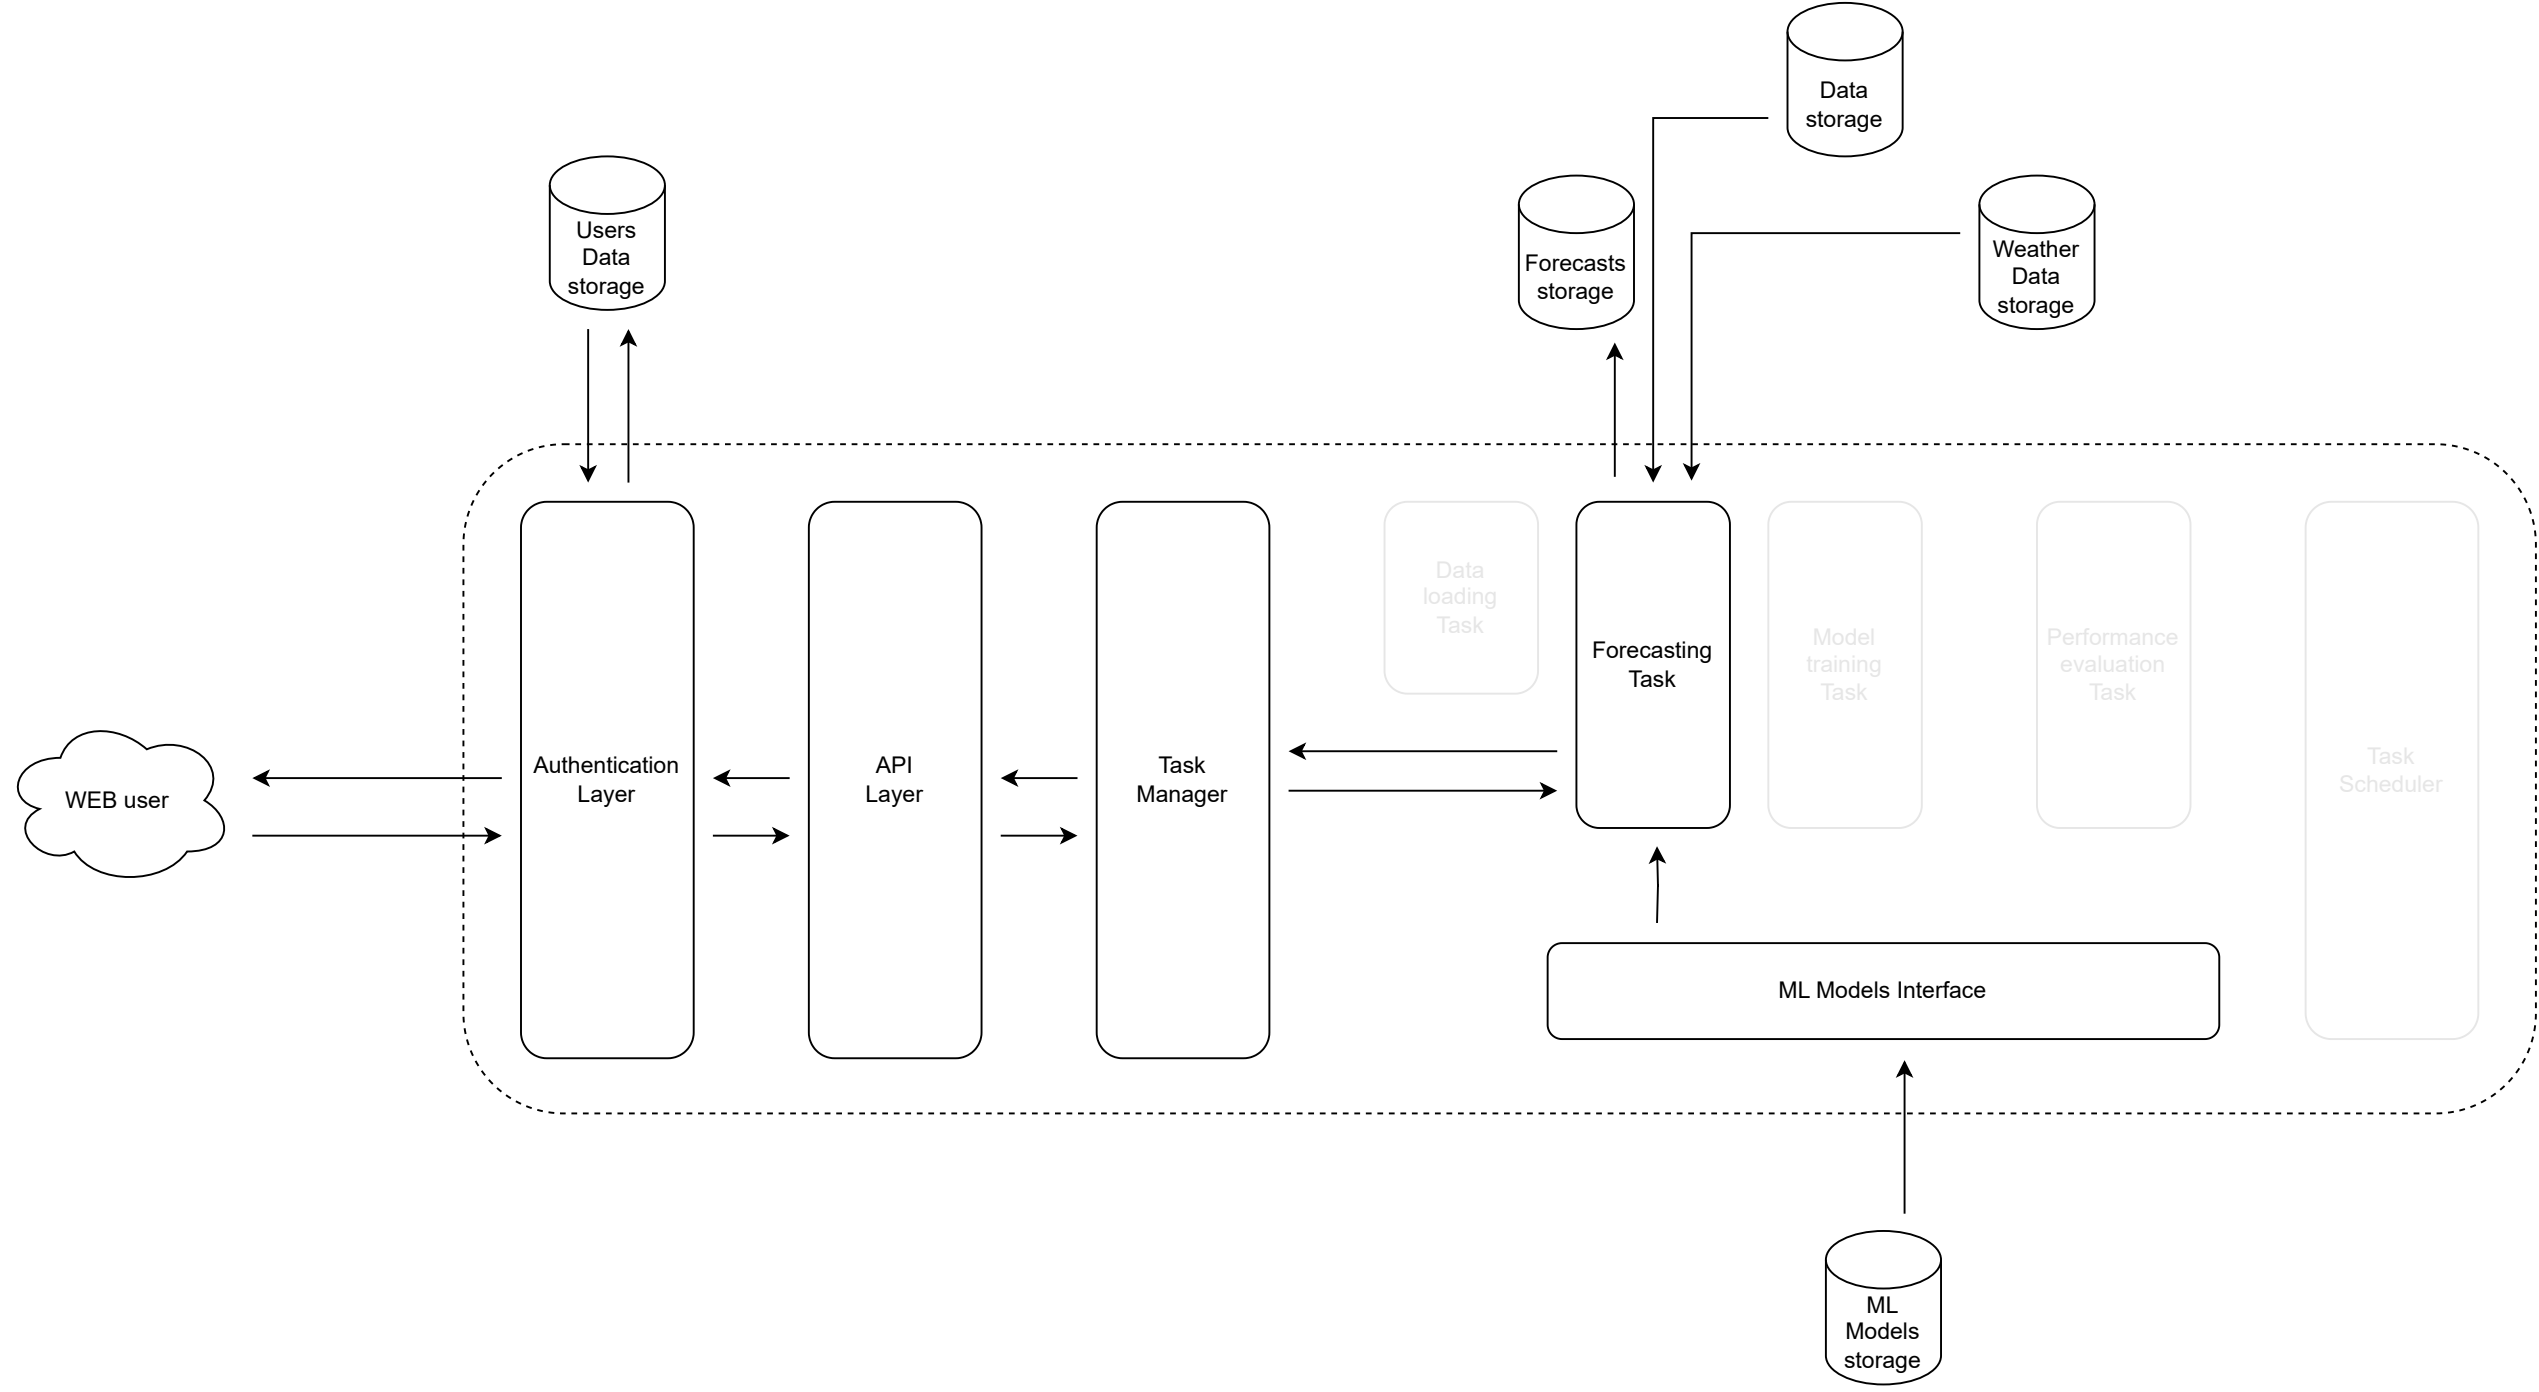 Data
storage
Users
Data
storage
Forecasts
storage
Weather
Data
storage
Data
loading
Task
Forecasting
Task
Model
training
Task
Performance
evaluation
Task
Task
Scheduler
WEB user
Authentication
Layer
API
Layer
Task
Manager
ML Models Interface
ML
Models
storage